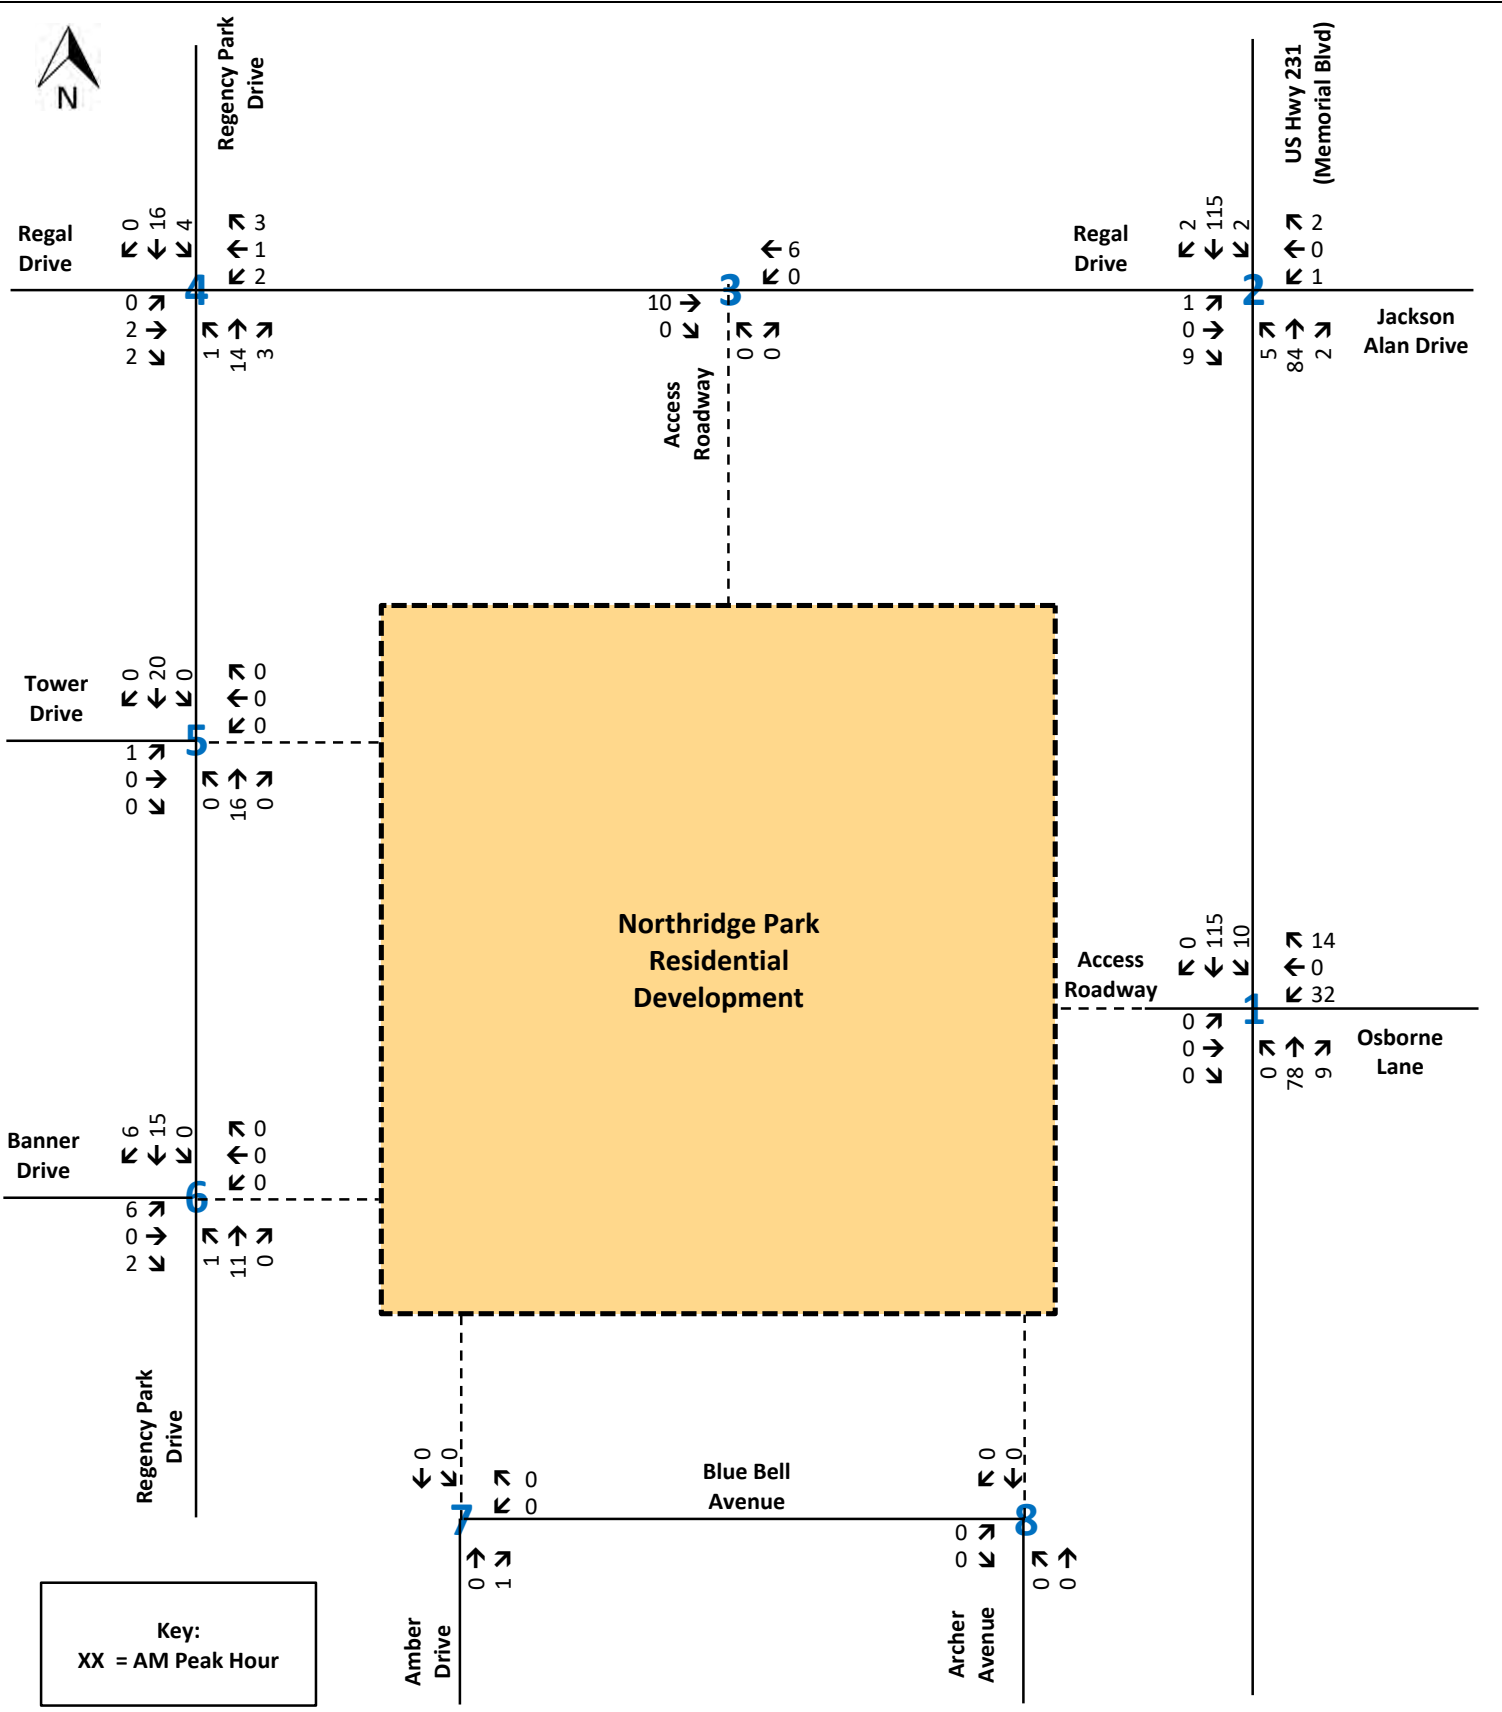 N
Regency Park
Drive
US Hwy 231
(Memorial Blvd)
Regal
Drive
0 16 4
3
1
2
4
0
2
2
1 14 3
6
0
3
10
0
0 0
Access
Roadway
Regal
Drive
2 115 2
2
0
1
2
1
0
9
5 84 2
Jackson
Alan Drive
Tower
Drive
0 20 0
0
0
0
5
1
0
0
0 16 0
Northridge Park
Residential
Development
Access
Roadway
0 115 10
14
0
32
1
0
0
0
0 78 9
Osborne
Lane
Banner
Drive
6 15 0
0
0
0
6
6
0
2
1 11 0
Regency Park
Drive
0 0
0
0
7
0 1
Blue Bell
Avenue
0 0
8
0
0
0 0
Amber
Drive
Archer
Avenue
Key:
XX = AM Peak Hour